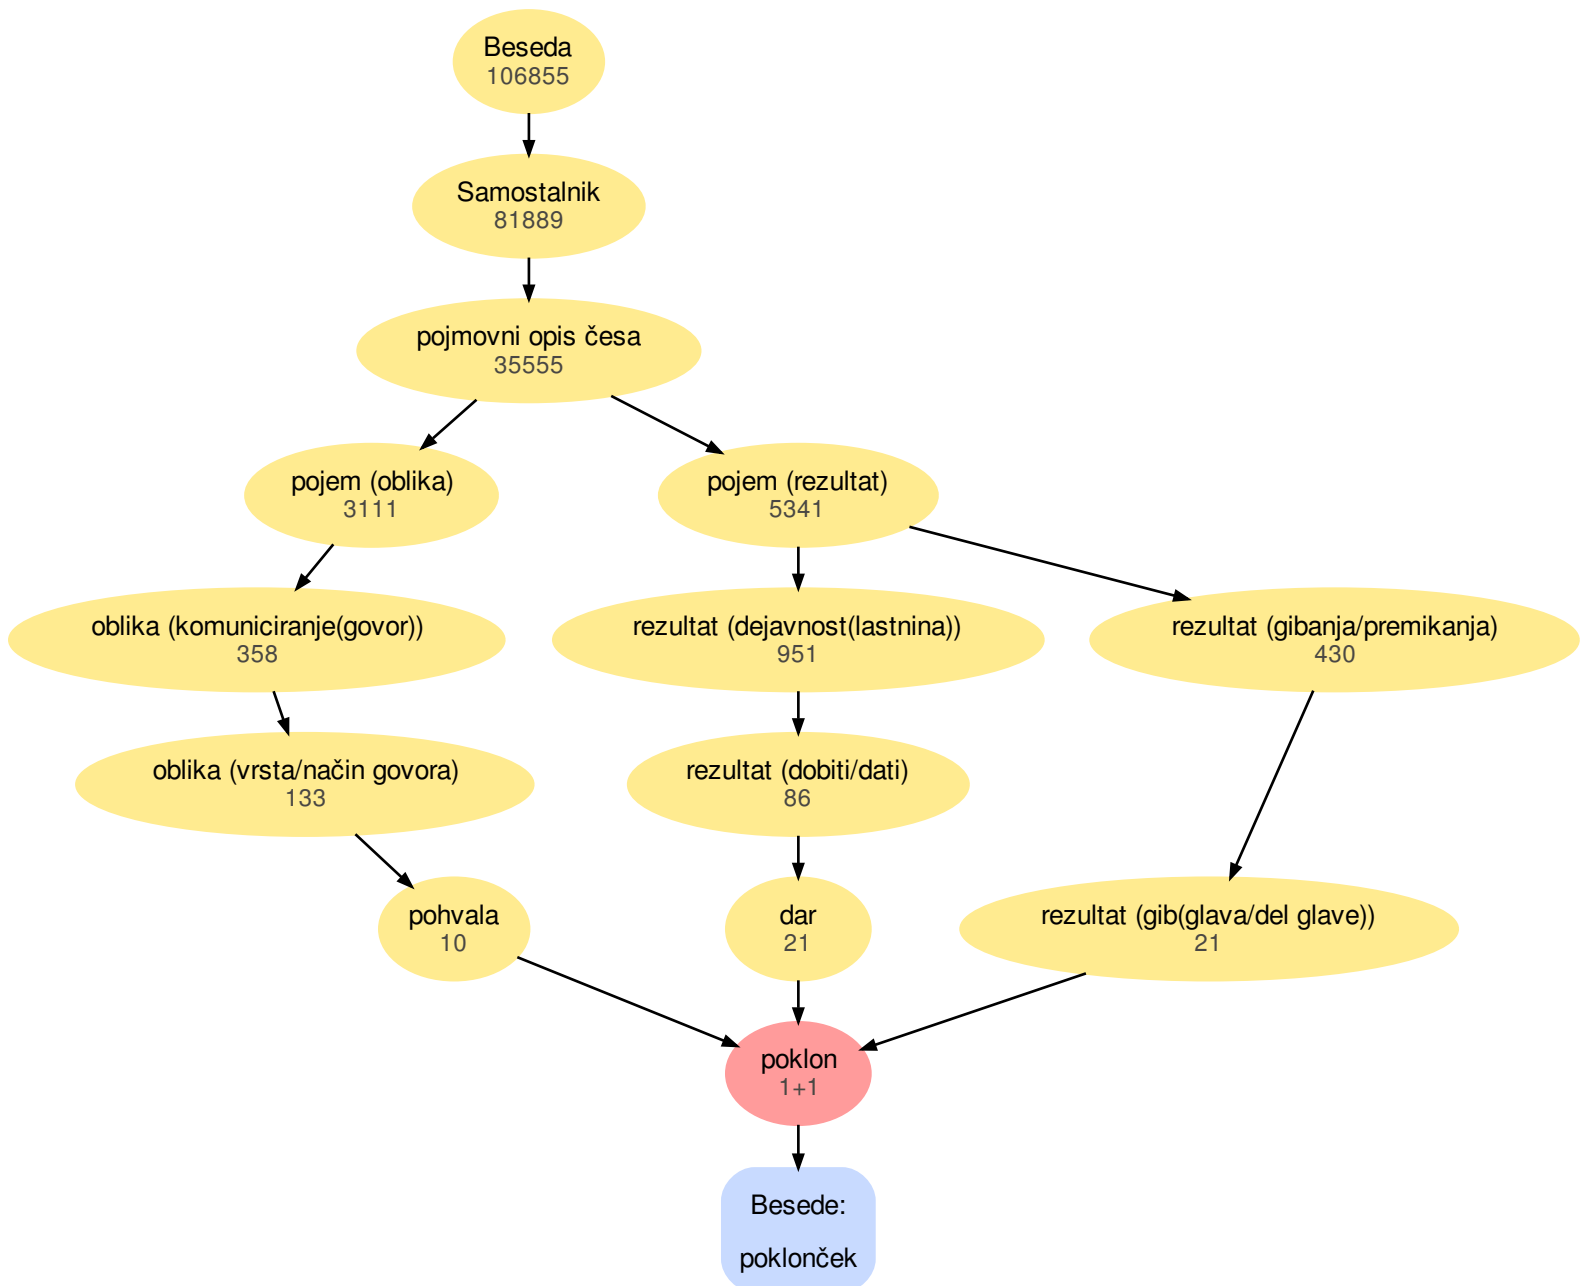 Beseda
106855
Samostalnik
81889
pojmovni opis česa
35555
pojem (oblika)
3111
pojem (rezultat)
5341
oblika (komuniciranje(govor))
358
rezultat (dejavnost(lastnina))
951
rezultat (gibanja/premikanja)
430
oblika (vrsta/način govora)
133
rezultat (dobiti/dati)
86
pohvala
10
dar
21
rezultat (gib(glava/del glave))
21
poklon
1+1
Besede:
poklonček